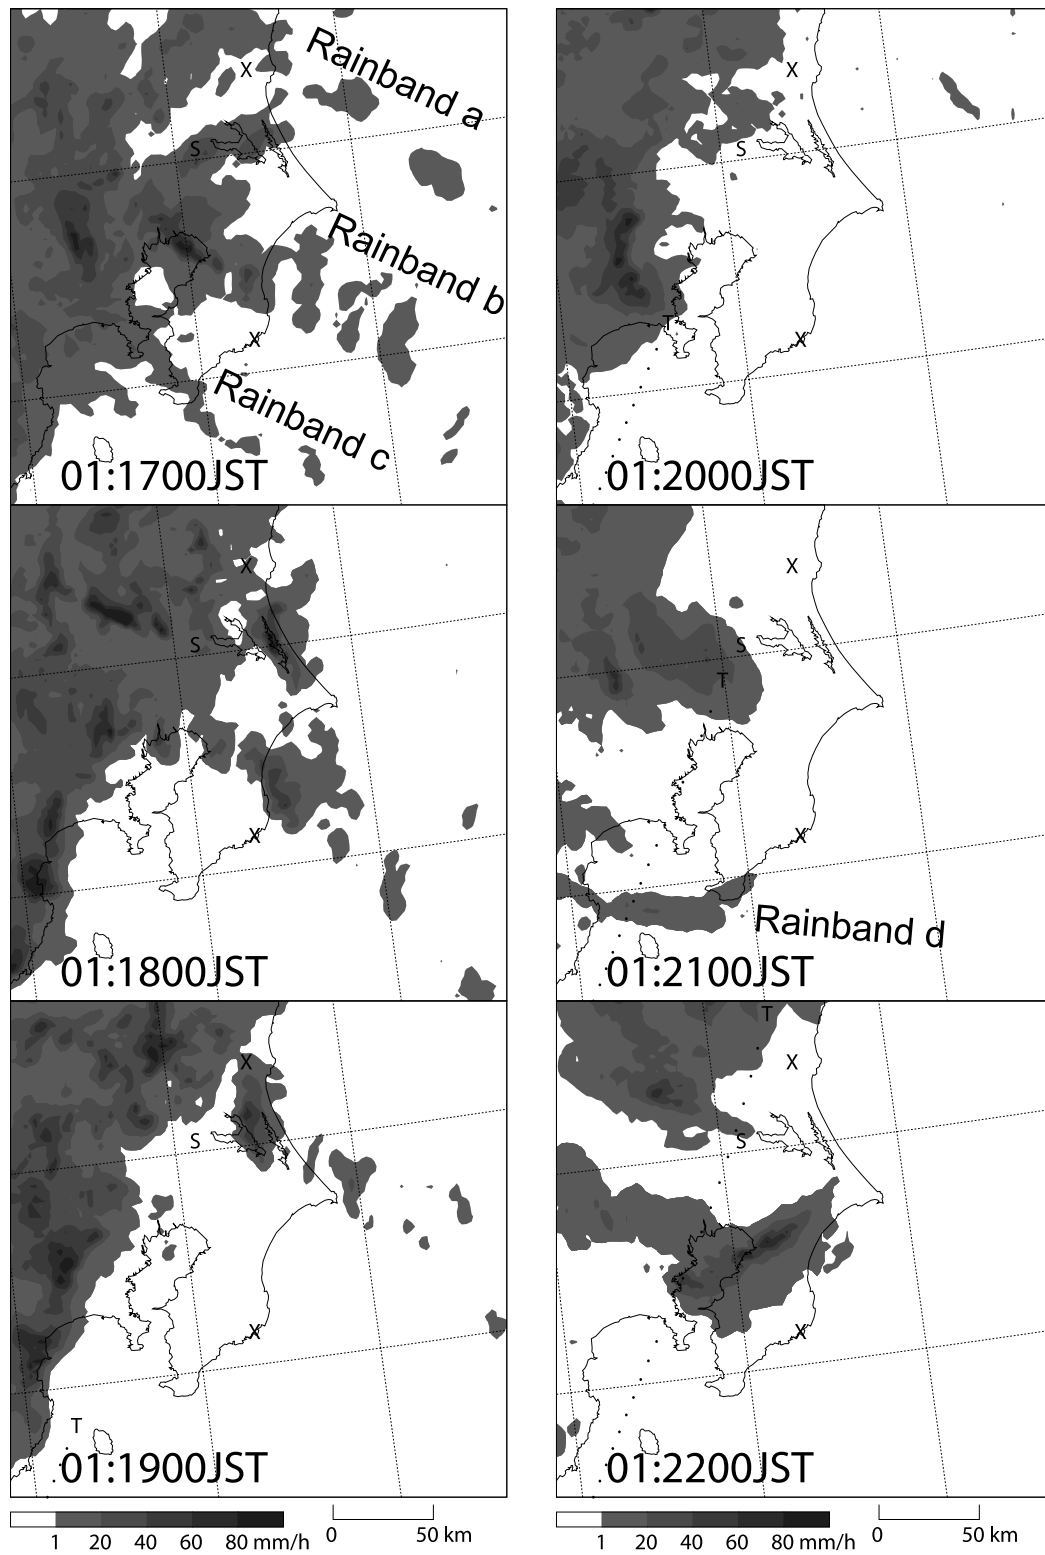 Rainband a
X
S
Rainband b
X
Rainband c
01:1700JST
X
S
T
X
01:2000JST
X
S
X
01:1800JST
X
S
T
X
Rainband d
01:2100JST
X
S
X
T
01:1900JST
T
X
S
X
01:2200JST
1 20 40 60 80 mm/h
0 50 km
1 20 40 60 80 mm/h
0 50 km